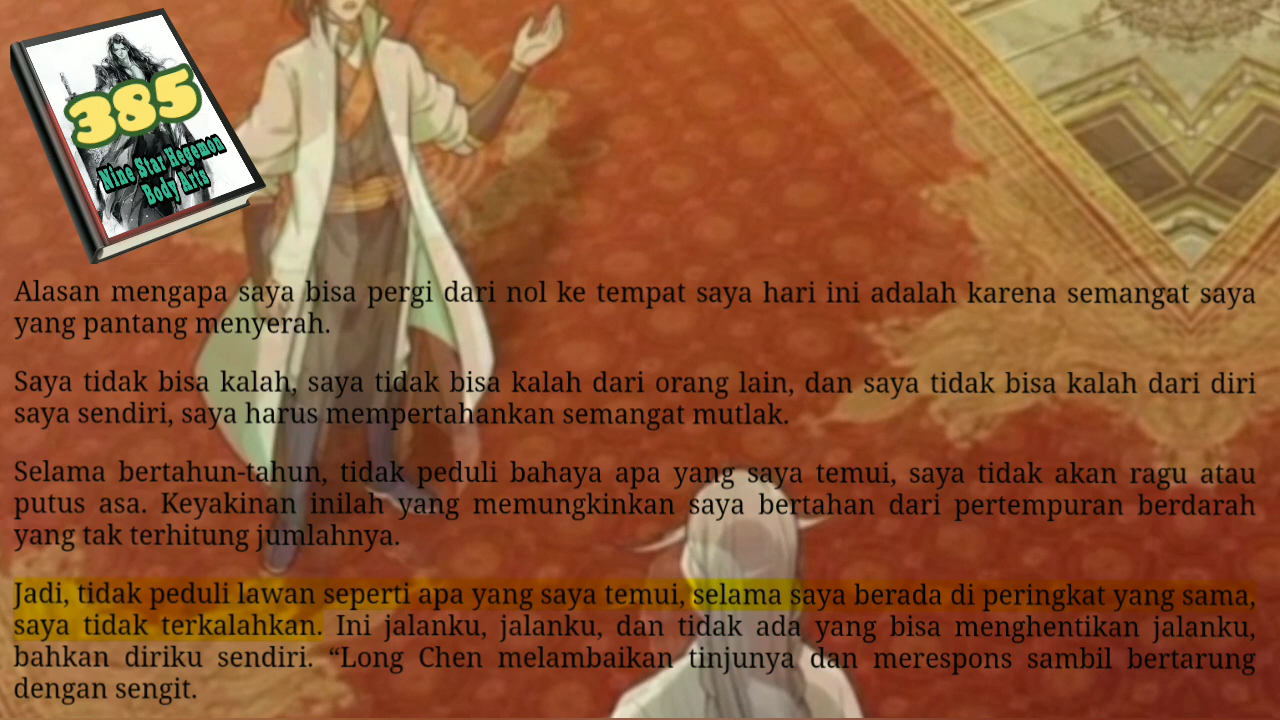 385
Nine Star Hegemon
Body Arts
Alasan mengapa saya bisa pergi dari nol ke tempat saya hari ini adalah karena semangat saya
yang pantang menyerah.
Saya tidak bisa kalah, saya tidak bisa kalah dari orang lain, dan saya tidak bisa kalah dari diri
saya sendiri, saya harus mempertahankan semangat mutlak.
Selama bertahun-tahun, tidak peduli bahaya apa yang saya temui, saya tidak akan ragu atau
putus asa. Keyakinan inilah yang memungkinkan saya bertahan dari pertempuran berdarah
yang tak terhitung jumlahnya.
Jadi, tidak peduli lawan seperti apa yang saya temui, selama saya berada di peringkat yang sama,
saya tidak terkalahkan. Ini jalanku, jalanku, dan tidak ada yang bisa menghentikan jalanku,
bahkan diriku sendiri. “Long Chen melambaikan tinjunya dan merespons sambil bertarung
dengan sengit.